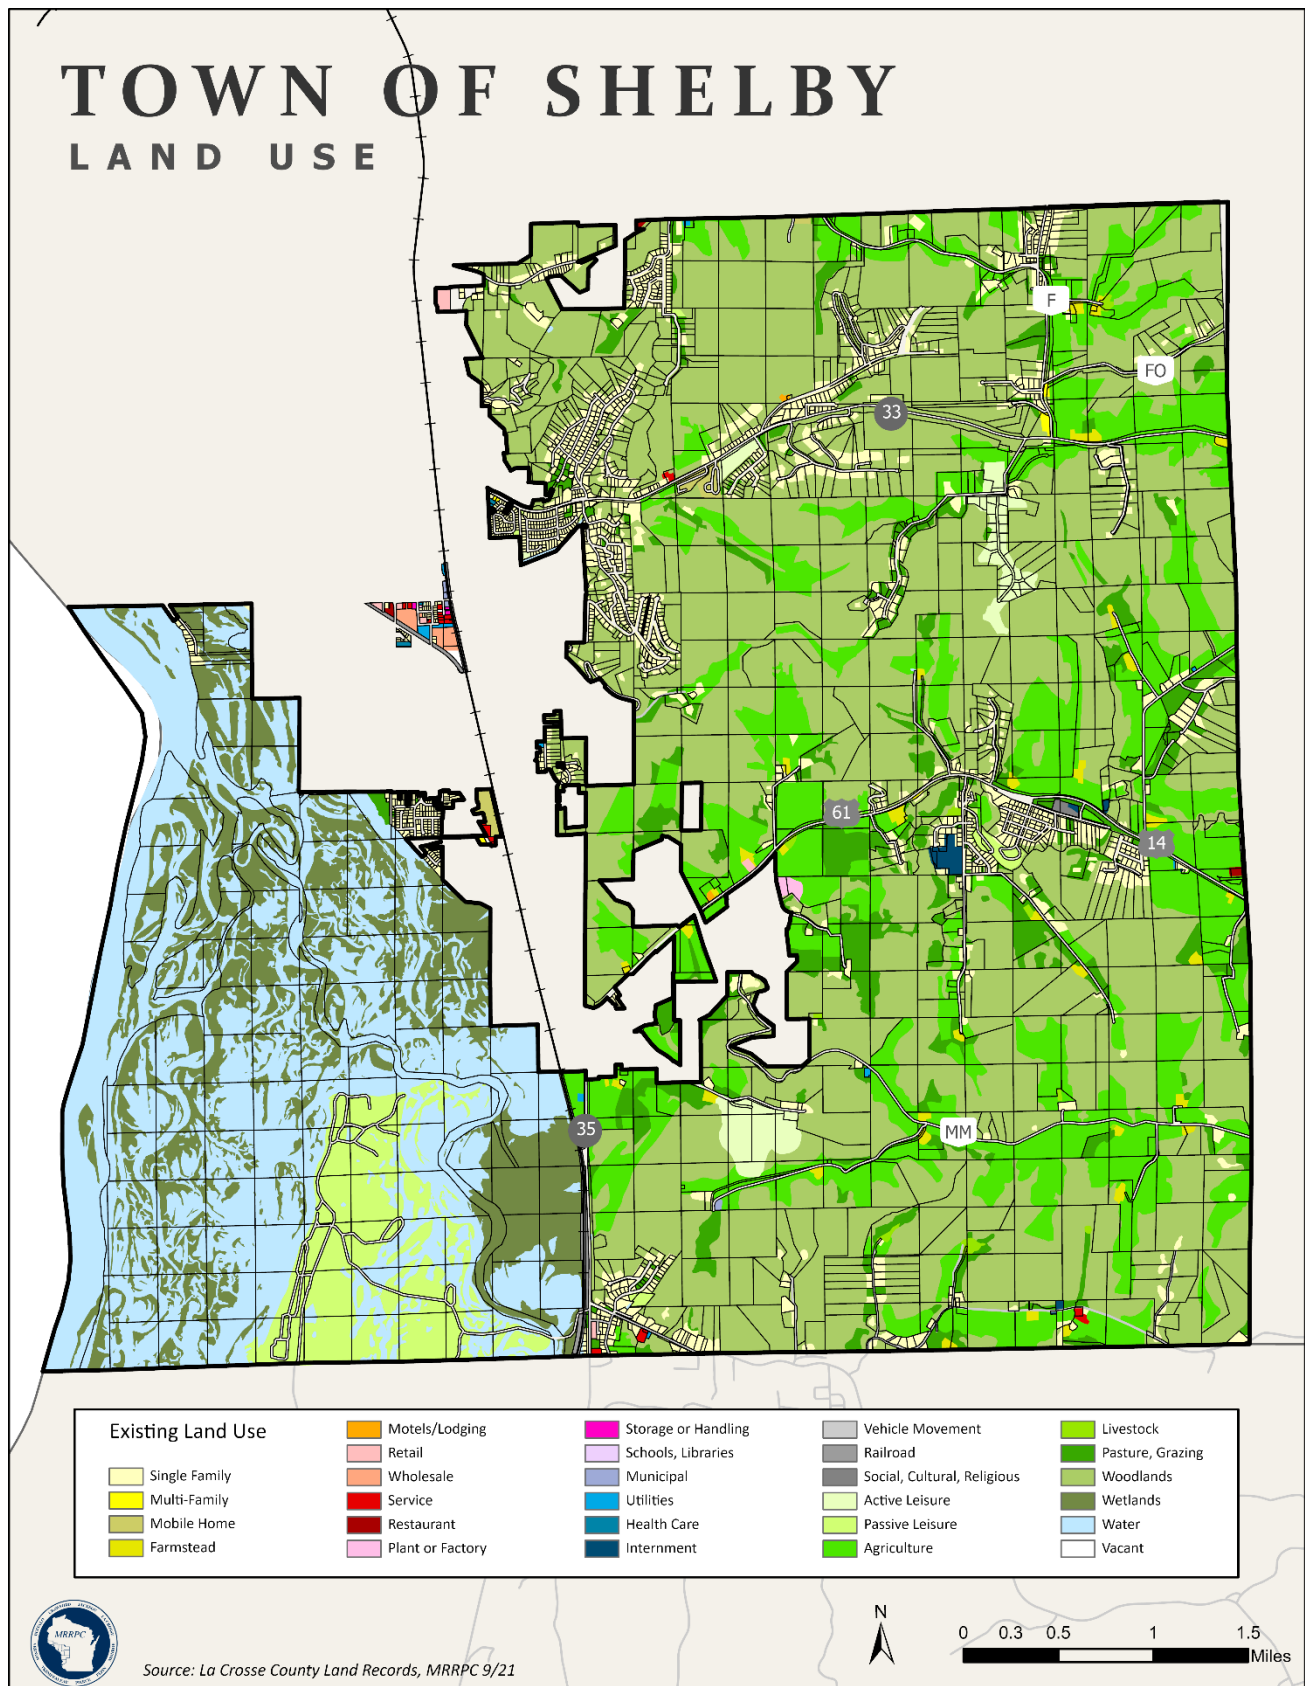 TOWN OF SHELBY
LAND USE
F
FO
33
61
14
35
MM
Existing Land Use
Single Family
Multi-Family
Mobile Home
Farmstead
Motels/Lodging
Retail
Wholesale
Service
Restaurant
Plant or Factory
Storage or Handling
Schools, Libraries
Municipal
Utilities
Health Care
Internment
Vehicle Movement
Railroad
Social, Cultural, Religious
Active Leisure
Passive Leisure
Agriculture
Livestock
Pasture, Grazing
Woodlands
Wetlands
Water
Vacant
MRRPC
Source: La Crosse County Land Records, MRRPC 9/21
N
0 0.3 0.5 1 1.5
Miles